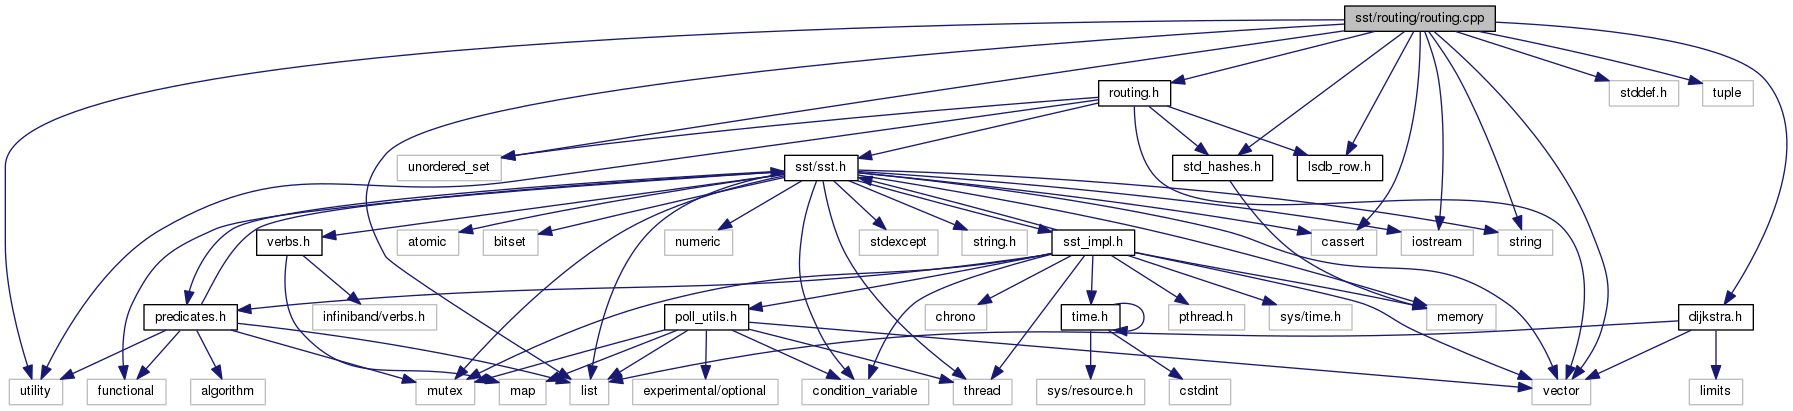 sst/routing/routing.cpp
routing.h
stddef.h
tuple
unordered_set
sst/sst.h
std_hashes.h
lsdb_row.h
verbs.h
atomic
bitset
numeric
stdexcept
string.h
sst_impl.h
cassert
iostream
string
predicates.h
infiniband/verbs.h
poll_utils.h
chrono
time.h
pthread.h
sys/time.h
memory
dijkstra.h
utility
functional
algorithm
mutex
map
list
experimental/optional
condition_variable
thread
sys/resource.h
cstdint
vector
limits